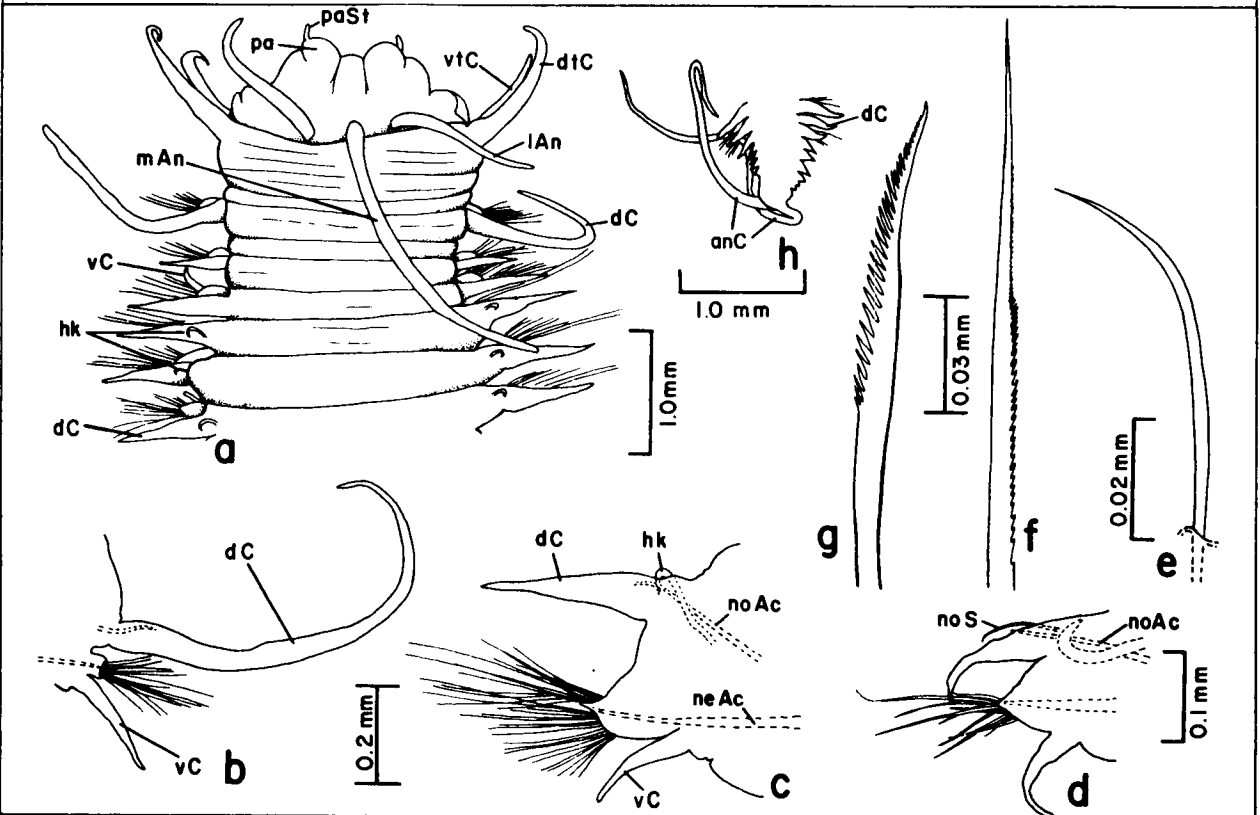 paSt
pa
vtC
dtC
mAn
lAn
dC
vC
hk
dC
a
1.0mm
dC
anC
h
1.0 mm
g
0.03 mm
f
0.02 mm
e
dC
vC
b
0.2 mm
dC
hk
noAc
neAc
vC
c
noS
noAc
0.1 mm
d